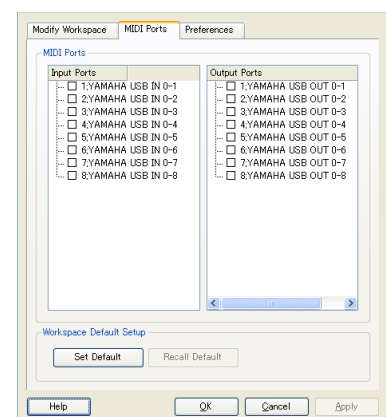 Modify Workspace MIDI Ports Preferences
MIDI Ports
Input Ports
1;YAMAHA USB IN 0-1
2;YAMAHA USB IN 0-2
3;YAMAHA USB IN 0-3
4;YAMAHA USB IN 0-4
5;YAMAHA USB IN 0-5
6;YAMAHA USB IN 0-6
7;YAMAHA USB IN 0-7
8;YAMAHA USB IN 0-8
Output Ports
1;YAMAHA USB OUT 0-1
2;YAMAHA USB OUT 0-2
3;YAMAHA USB OUT 0-3
4;YAMAHA USB OUT 0-4
5;YAMAHA USB OUT 0-5
6;YAMAHA USB OUT 0-6
7;YAMAHA USB OUT 0-7
8;YAMAHA USB OUT 0-8
Workspace Default Setup
Set Default Recall Default
Help OK Cancel Apply